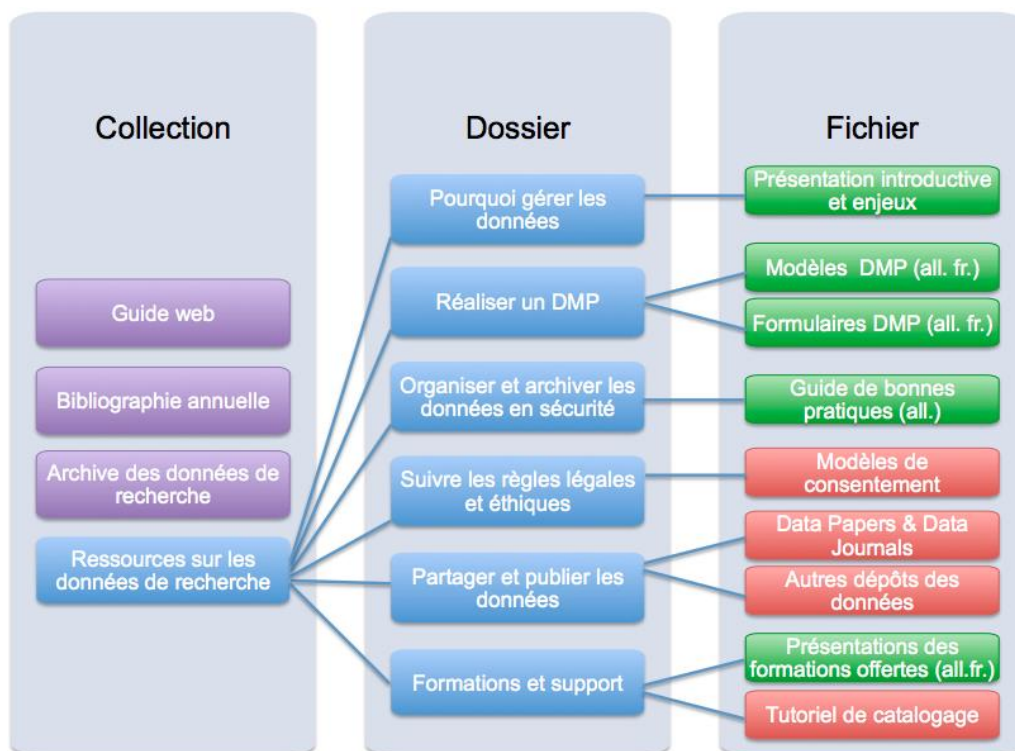 Collection
Guide web
Bibliographie annuelle
Archive des données de
recherche
Ressources sur les
données de recherche
Dossier
Pourquoi gérer les
données
Réaliser un DMP
Organiser et archiver les
données en sécurité
Suivre les règles légales
et éthiques
Partager et publier les
données
Formations et support
Fichier
Présentation introductive
et enjeux
Modèles DMP (all. fr.)
Formulaires DMP (all. fr.)
Guide de bonnes
pratiques (all.)
Modèles de
consentement
Data Papers & Data
Journals
Autres dépôts des
données
Présentations des
formations offertes (all.fr.)
Tutoriel de catalogage